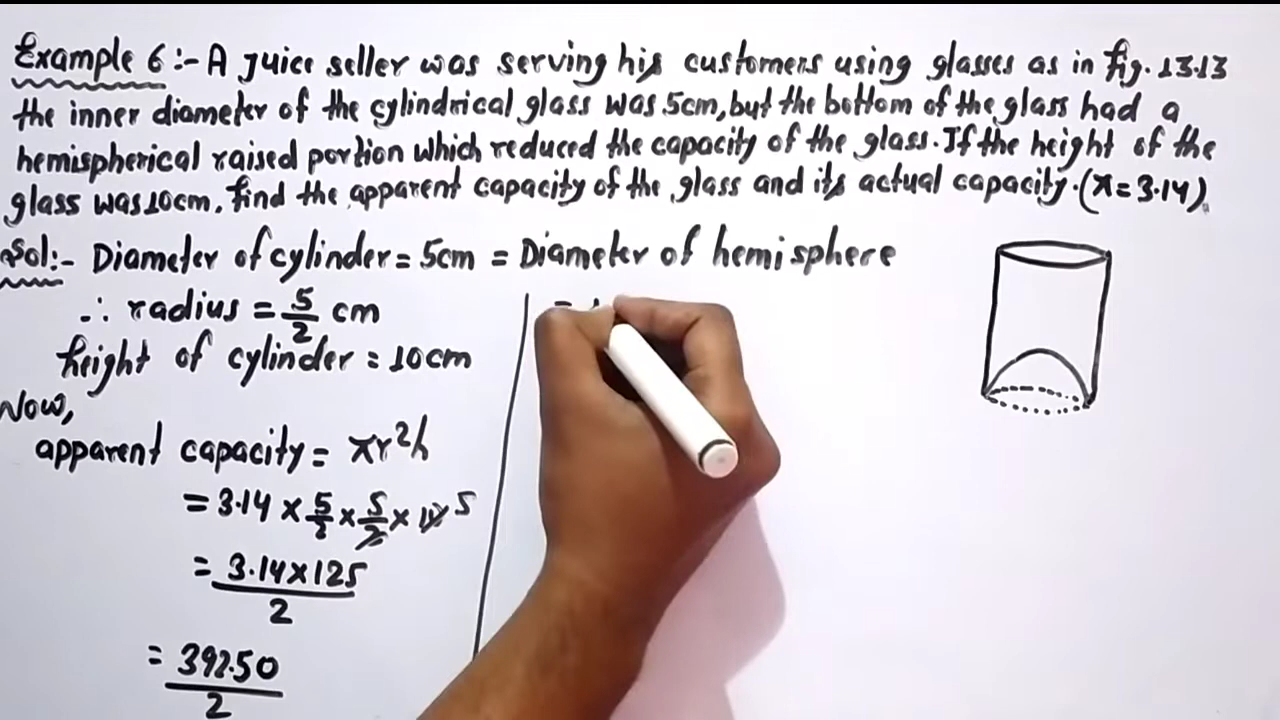 Example 6:- A Juice seller was serving his customers using glasses as in fig. 13.13
the inner diameter of the cylindrical glass was 5cm, but the bottom of the glass had a
hemispherical raised portion which reduced the capacity of the glass. If the height of the
glass was 10cm, find the apparent capacity of the glass and its actual capacity. (π = 3.14).
Sol:- Diameter of cylinder = 5cm = Diameter of hemisphere
∴ radius = 5/2 cm
height of cylinder = 10cm
Now,
apparent capacity = πr²h
= 3.14 × 5/2 × 5/2 × 10 5
= 3.14×125/2
= 392.50/2
=